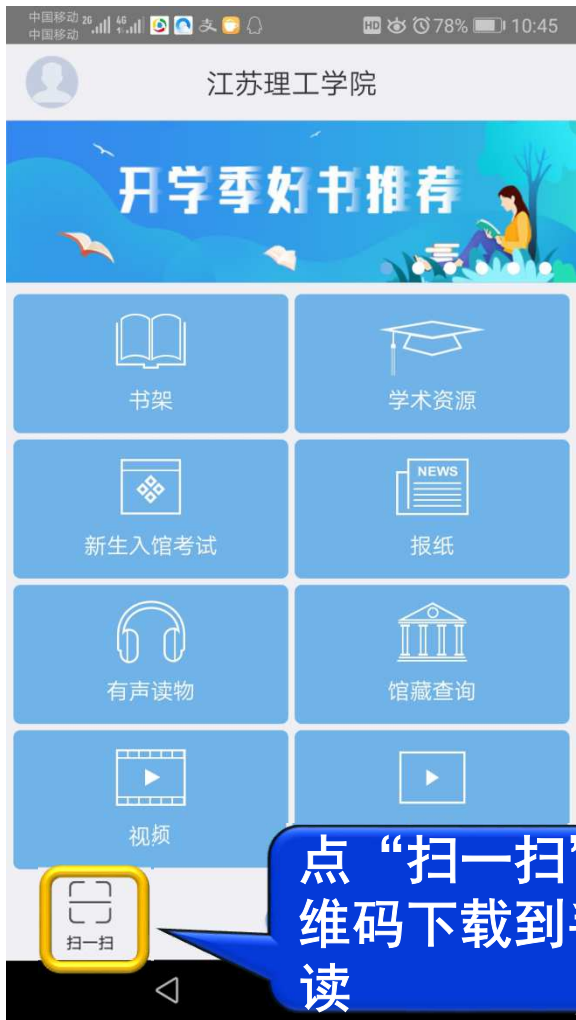 中国移动 2G 4G HD 78% 10:45
中国移动
江苏理工学院
开学季好书推荐
书架
学术资源
NEWS
新生入馆考试
报纸
有声读物
馆藏查询
视频
点“扫一扫”
维码下载到
读
扫一扫